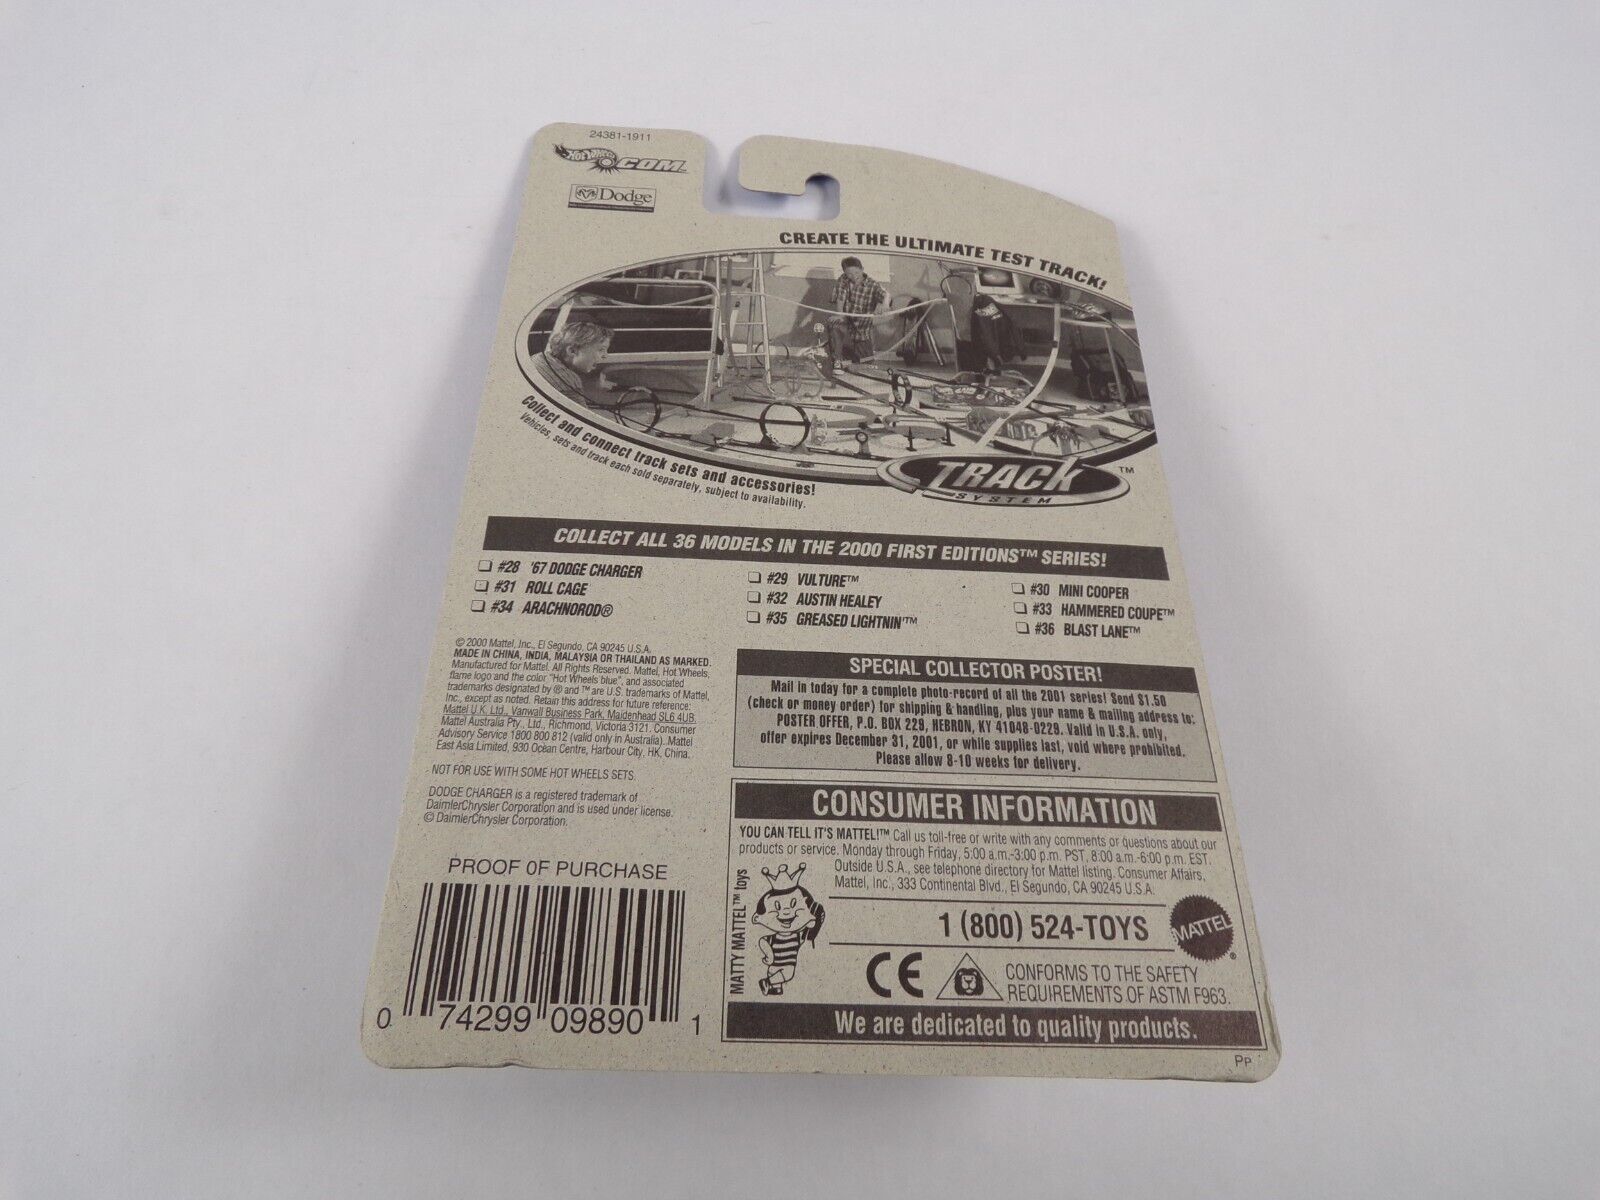 24381-1911
Hot Wheels
.COM™
Dodge
CREATE THE ULTIMATE TEST TRACK!
Collect and connect track sets and accessories!
Vehicles, sets and track each sold separately, subject to availability.
TRACK™
SYSTEM
COLLECT ALL 36 MODELS IN THE 2000 FIRST EDITIONS™ SERIES!
#28 '67 DODGE CHARGER
#29 VULTURE™
#30 MINI COOPER
#31 ROLL CAGE
#32 AUSTIN HEALEY
#33 HAMMERED COUPE™
#34 ARACHNOROD®
#35 GREASED LIGHTNIN'™
#36 BLAST LANE™
© 2000 Mattel, Inc., El Segundo, CA 90245 U.S.A.
MADE IN CHINA, INDIA, MALAYSIA OR THAILAND AS MARKED.
Manufactured for Mattel. All Rights Reserved. Mattel, Hot Wheels,
flame logo and the color "Hot Wheels blue", and associated
trademarks designated by ® and ™ are U.S. trademarks of Mattel,
Inc., except as noted. Retain this address for future reference:
Mattel U.K. Ltd., Vanwall Business Park, Maidenhead SL6 4UB.
Mattel Australia Pty., Ltd., Richmond, Victoria 3121. Consumer
Advisory Service 1800 800 812 (valid only in Australia). Mattel
East Asia Limited, 930 Ocean Centre, Harbour City, HK, China.
NOT FOR USE WITH SOME HOT WHEELS SETS.
DODGE CHARGER is a registered trademark of
DaimlerChrysler Corporation and is used under license.
© DaimlerChrysler Corporation.
SPECIAL COLLECTOR POSTER!
Mail in today for a complete photo-record of all the 2001 series! Send $1.50
(check or money order) for shipping & handling, plus your name & mailing address to:
POSTER OFFER, P.O. BOX 229, HEBRON, KY 41048-0229. Valid in U.S.A. only,
offer expires December 31, 2001, or while supplies last, void where prohibited.
Please allow 8-10 weeks for delivery.
CONSUMER INFORMATION
YOU CAN TELL IT'S MATTEL!™ Call us toll-free or write with any comments or questions about our
products or service. Monday through Friday, 5:00 a.m.-3:00 p.m. PST, 8:00 a.m.-6:00 p.m. EST.
Outside U.S.A., see telephone directory for Mattel listing. Consumer Affairs,
Mattel, Inc., 333 Continental Blvd., El Segundo, CA 90245 U.S.A.
MATTY MATTEL™ toys
1 (800) 524-TOYS
MATTEL®
CE
CONFORMS TO THE SAFETY
REQUIREMENTS OF ASTM F963.
We are dedicated to quality products.
PROOF OF PURCHASE
0 74299 09890 1
PP